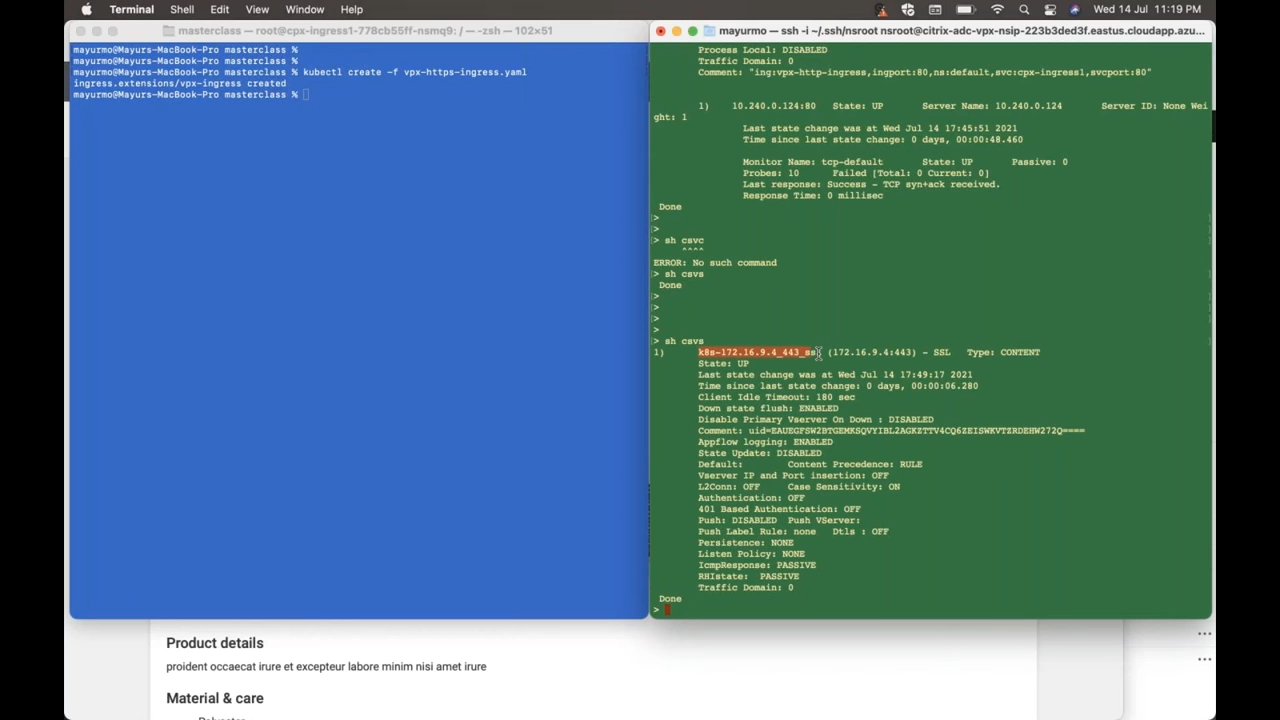 Terminal Shell Edit View Window Help Wed 14 Jul 11:19 PM
masterclass — root@cpx-ingress1-778cb55ff-nsmq9: / — -zsh — 102×51
mayurmo@Mayurs-MacBook-Pro masterclass %
mayurmo@Mayurs-MacBook-Pro masterclass %
mayurmo@Mayurs-MacBook-Pro masterclass % kubectl create -f vpx-https-ingress.yaml
ingress.extensions/vpx-ingress created
mayurmo@Mayurs-MacBook-Pro masterclass %
mayurmo — ssh -i ~/.ssh/nsroot nsroot@citrix-adc-vpx-nsip-223b3ded3f.eastus.cloudapp.azu...
Process Local: DISABLED
Traffic Domain: 0
Comment: "ing:vpx-http-ingress,ingport:80,ns:default,svc:cpx-ingress1,svcport:80"
1) 10.240.0.124:80 State: UP Server Name: 10.240.0.124 Server ID: None Wei
ght: 1
Last state change was at Wed Jul 14 17:45:51 2021
Time since last state change: 0 days, 00:00:48.460
Monitor Name: tcp-default State: UP Passive: 0
Probes: 10 Failed [Total: 0 Current: 0]
Last response: Success - TCP syn+ack received.
Response Time: 0 millisec
Done
>
>
> sh csvc
^^^^
ERROR: No such command
> sh csvs
Done
>
>
>
>
> sh csvs
1) k8s-172.16.9.4_443_ssl (172.16.9.4:443) - SSL Type: CONTENT
State: UP
Last state change was at Wed Jul 14 17:49:17 2021
Time since last state change: 0 days, 00:00:06.280
Client Idle Timeout: 180 sec
Down state flush: ENABLED
Disable Primary Vserver On Down : DISABLED
Comment: uid=EAUEGFSW2BTGEMKSQVYIBL2AGKZTTV4CQ6ZEISWKVTZRDEHW272Q====
Appflow logging: ENABLED
State Update: DISABLED
Default: Content Precedence: RULE
Vserver IP and Port insertion: OFF
L2Conn: OFF Case Sensitivity: ON
Authentication: OFF
401 Based Authentication: OFF
Push: DISABLED Push VServer:
Push Label Rule: none Dtls : OFF
Persistence: NONE
Listen Policy: NONE
IcmpResponse: PASSIVE
RHIstate: PASSIVE
Traffic Domain: 0
Done
>
Product details
proident occaecat irure et excepteur labore minim nisi amet irure
Material & care
Polyester